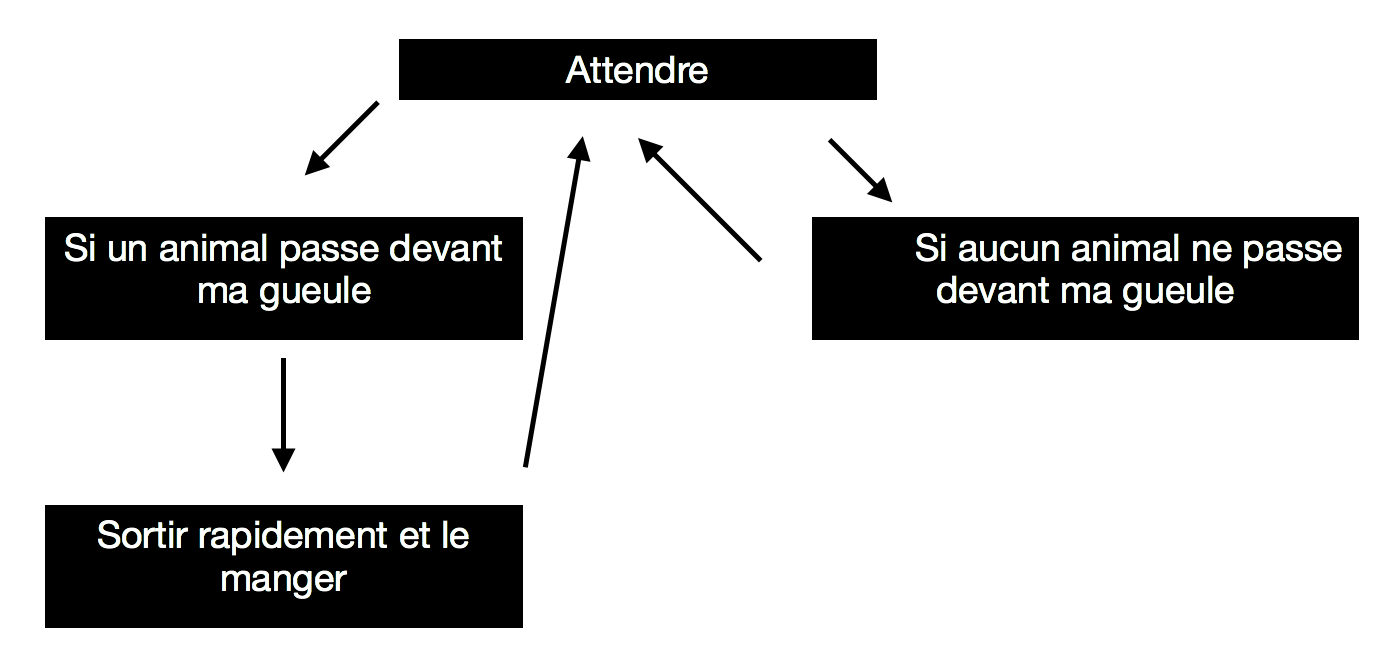 Attendre
Si un animal passe devant
ma gueule
Si aucun animal ne passe
devant ma gueule
Sortir rapidement et le
manger